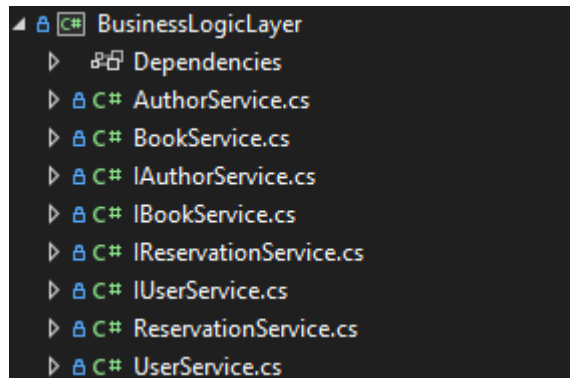 C# BusinessLogicLayer
Dependencies
C# AuthorService.cs
C# BookService.cs
C# IAuthorService.cs
C# IBookService.cs
C# IReservationService.cs
C# IUserService.cs
C# ReservationService.cs
C# UserService.cs